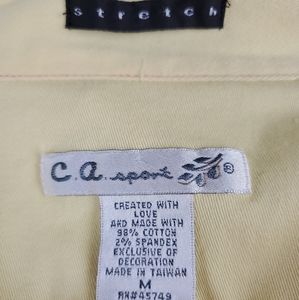 stretch
c.a. sport ®
CREATED WITH
LOVE
AND MADE WITH
98% COTTON
2% SPANDEX
EXCLUSIVE OF
DECORATION
MADE IN TAIWAN
M
RN#45749